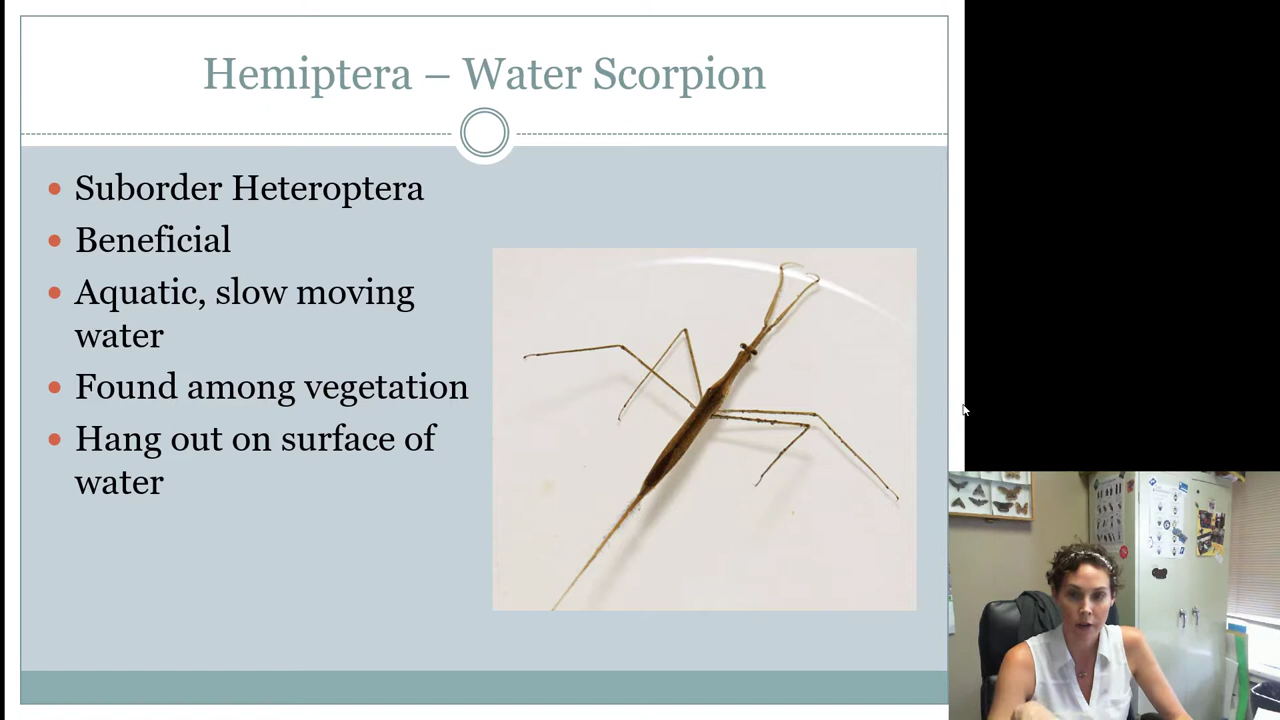 Hemiptera – Water Scorpion
Suborder Heteroptera
Beneficial
Aquatic, slow moving
water
Found among vegetation
Hang out on surface of
water